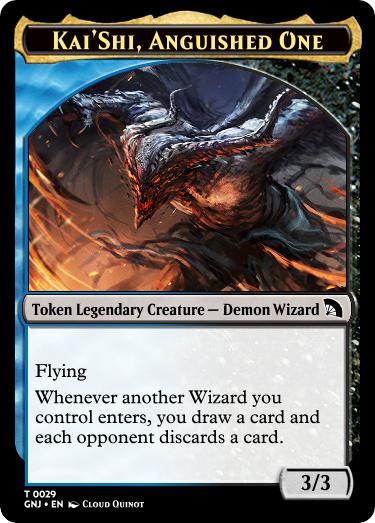 Kai'Shi, Anguished One
Token Legendary Creature — Demon Wizard
Flying
Whenever another Wizard you
control enters, you draw a card and
each opponent discards a card.
3/3
T 0029
GNJ • EN Cloud Quinot